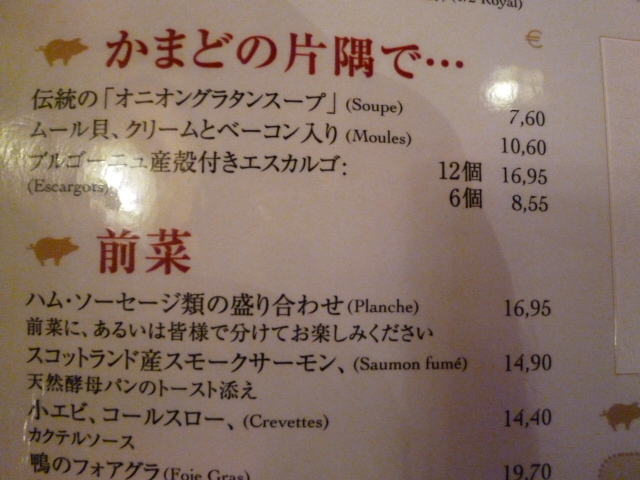 (1/2 Royal)
€
かまどの片隅で…
伝統の「オニオングラタンスープ」 (Soupe) 7,60
ムール貝、クリームとベーコン入り (Moules) 10,60
ブルゴーニュ産殻付きエスカルゴ: 12個 16,95
(Escargots) 6個 8,55
前菜
ハム・ソーセージ類の盛り合わせ (Planche) 16,95
前菜に、あるいは皆様で分けてお楽しみください
スコットランド産スモークサーモン、 (Saumon fumé) 14,90
天然酵母パンのトースト添え
小エビ、コールスロー、 (Crevettes) 14,40
カクテルソース
鴨のフォアグラ (Foie Gras) 19,70